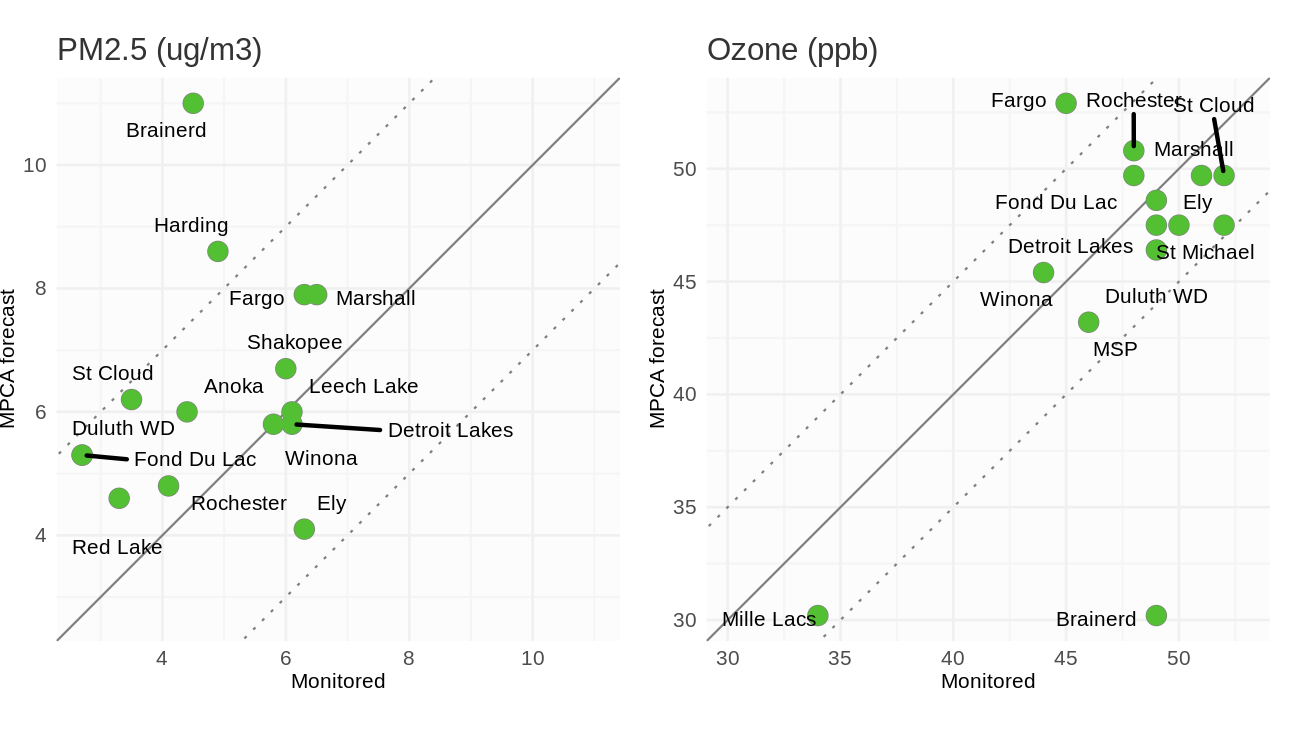 PM2.5 (ug/m3)
Brainerd
10
Harding
8
Fargo
Marshall
Shakopee
St Cloud
Anoka
Leech Lake
6
Duluth WD
Detroit Lakes
Fond Du Lac
Winona
Rochester
Ely
4
Red Lake
MPCA forecast
4
6
8
10
Monitored
Ozone (ppb)
Fargo
Rochester
St Cloud
Marshall
50
Fond Du Lac
Ely
Detroit Lakes
St Michael
45
Winona
Duluth WD
MSP
40
35
30
Mille Lacs
Brainerd
MPCA forecast
30
35
40
45
50
Monitored